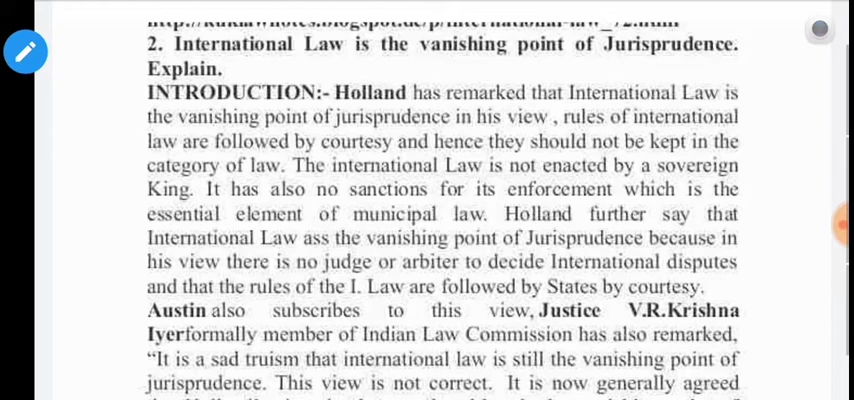 2. International Law is the vanishing point of Jurisprudence.
Explain.
INTRODUCTION:- Holland has remarked that International Law is
the vanishing point of jurisprudence in his view , rules of international
law are followed by courtesy and hence they should not be kept in the
category of law. The international Law is not enacted by a sovereign
King. It has also no sanctions for its enforcement which is the
essential element of municipal law. Holland further say that
International Law ass the vanishing point of Jurisprudence because in
his view there is no judge or arbiter to decide International disputes
and that the rules of the I. Law are followed by States by courtesy.
Austin also subscribes to this view, Justice V.R.Krishna
Iyerformally member of Indian Law Commission has also remarked,
“It is a sad truism that international law is still the vanishing point of
jurisprudence. This view is not correct. It is now generally agreed